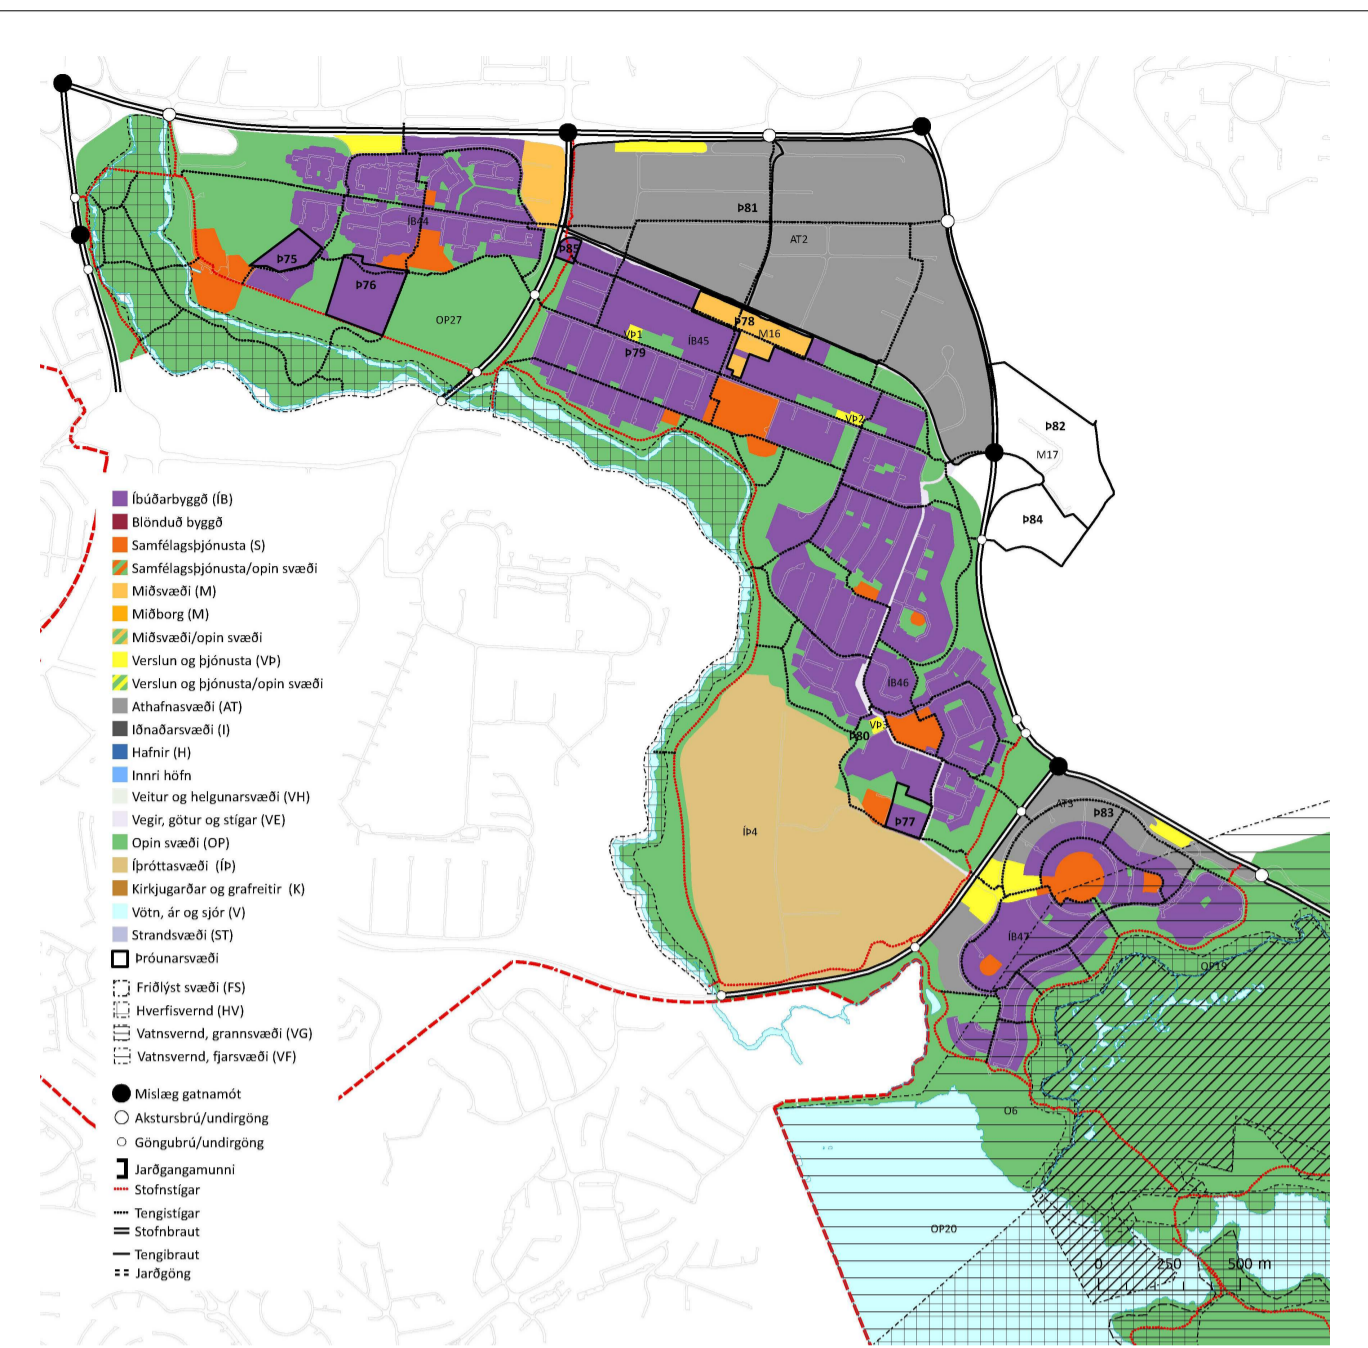 Þ81
AT2
ÍB44
Þ85
Þ75
Þ76
OP27
Þ78
M16
VÞ1
ÍB45
Þ79
VÞ2
Þ82
M17
Þ84
Íbúðarbyggð (ÍB)
Blönduð byggð
Samfélagsþjónusta (S)
Samfélagsþjónusta/opin svæði
Miðsvæði (M)
Miðborg (M)
Miðsvæði/opin svæði
Verslun og þjónusta (VÞ)
Verslun og þjónusta/opin svæði
Athafnasvæði (AT)
Iðnaðarsvæði (I)
Hafnir (H)
Innri höfn
Veitur og helgunarsvæði (VH)
Vegir, götur og stígar (VE)
Opin svæði (OP)
Íþróttasvæði (ÍÞ)
Kirkjugarðar og grafreitir (K)
Vötn, ár og sjór (V)
Strandsvæði (ST)
Þróunarsvæði
Friðlýst svæði (FS)
Hverfisvernd (HV)
Vatnsvernd, grannsvæði (VG)
Vatnsvernd, fjarsvæði (VF)
Mislæg gatnamót
Akstursbrú/undirgöng
Göngubrú/undirgöng
Jarðgangamunni
Stofnstígar
Tengistígar
Stofnbraut
Tengibraut
Jarðgöng
ÍB46
VÞ3
Þ80
Þ77
ÍÞ4
AT3
Þ83
ÍB47
OP19
O6
OP20
0 250 500 m